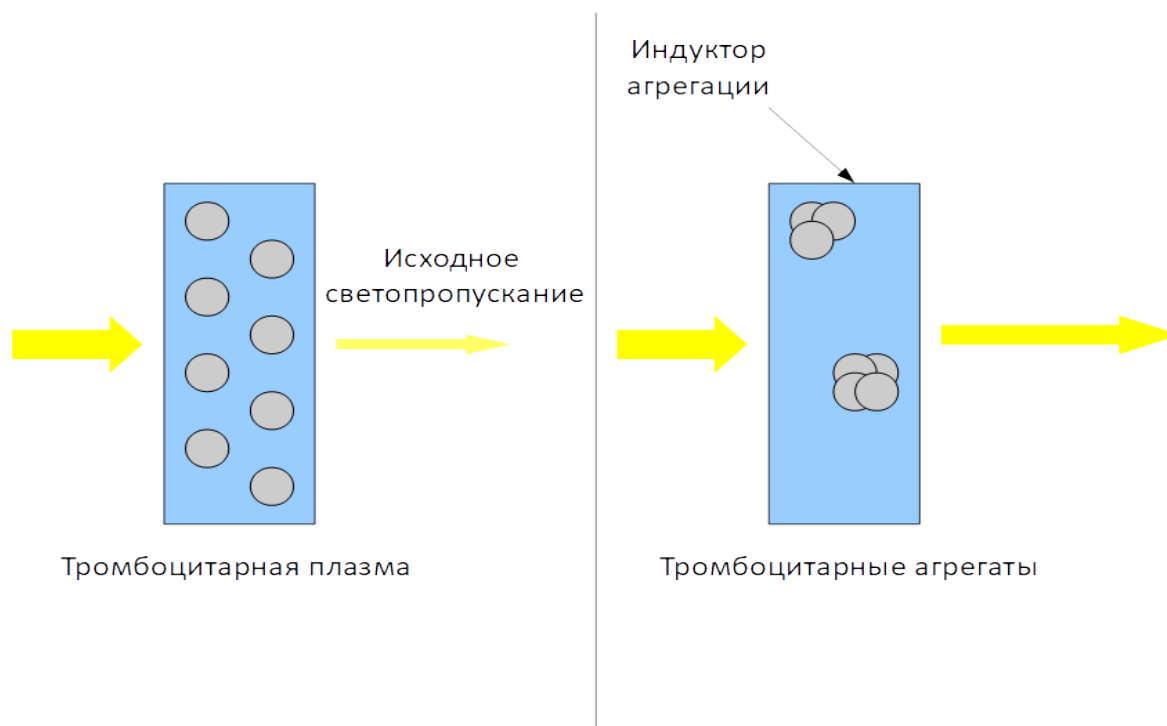 Индуктор
агрегации
Исходное
светопропускание
Тромбоцитарная плазма
Тромбоцитарные агрегаты